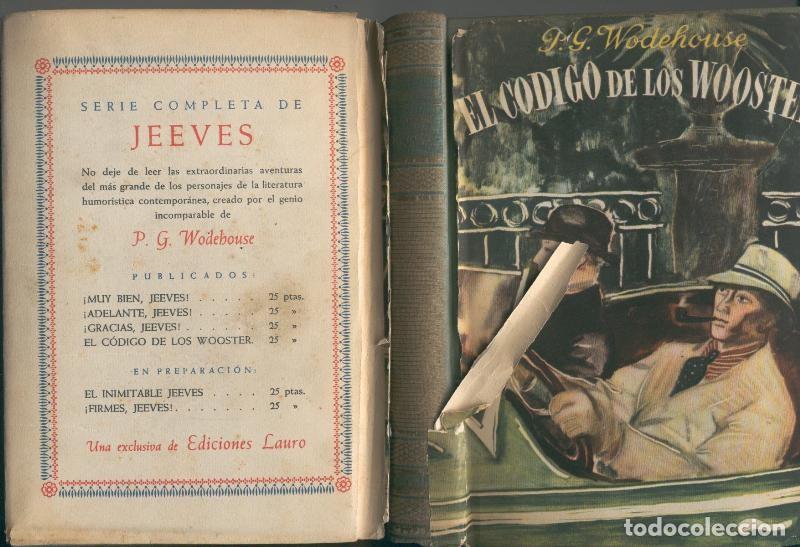 SERIE COMPLETA DE
JEEVES
No deje de leer las extraordinarias aventuras
del más grande de los personajes de la literatura
humorística contemporánea, creado por el genio
incomparable de
P. G. Wodehouse
PUBLICADOS:
¡MUY BIEN, JEEVES! . . . . . 25 ptas.
¡ADELANTE, JEEVES! . . . . . 25 »
¡GRACIAS, JEEVES! . . . . . . 25 »
EL CÓDIGO DE LOS WOOSTER. 25 »
EN PREPARACIÓN:
EL INIMITABLE JEEVES . . . . 25 ptas.
¡FIRMES, JEEVES! . . . . . . . 25 »
Una exclusiva de Ediciones Lauro
P. G. Wodehouse
EL CODIGO DE LOS WOOSTE
todocoleccion